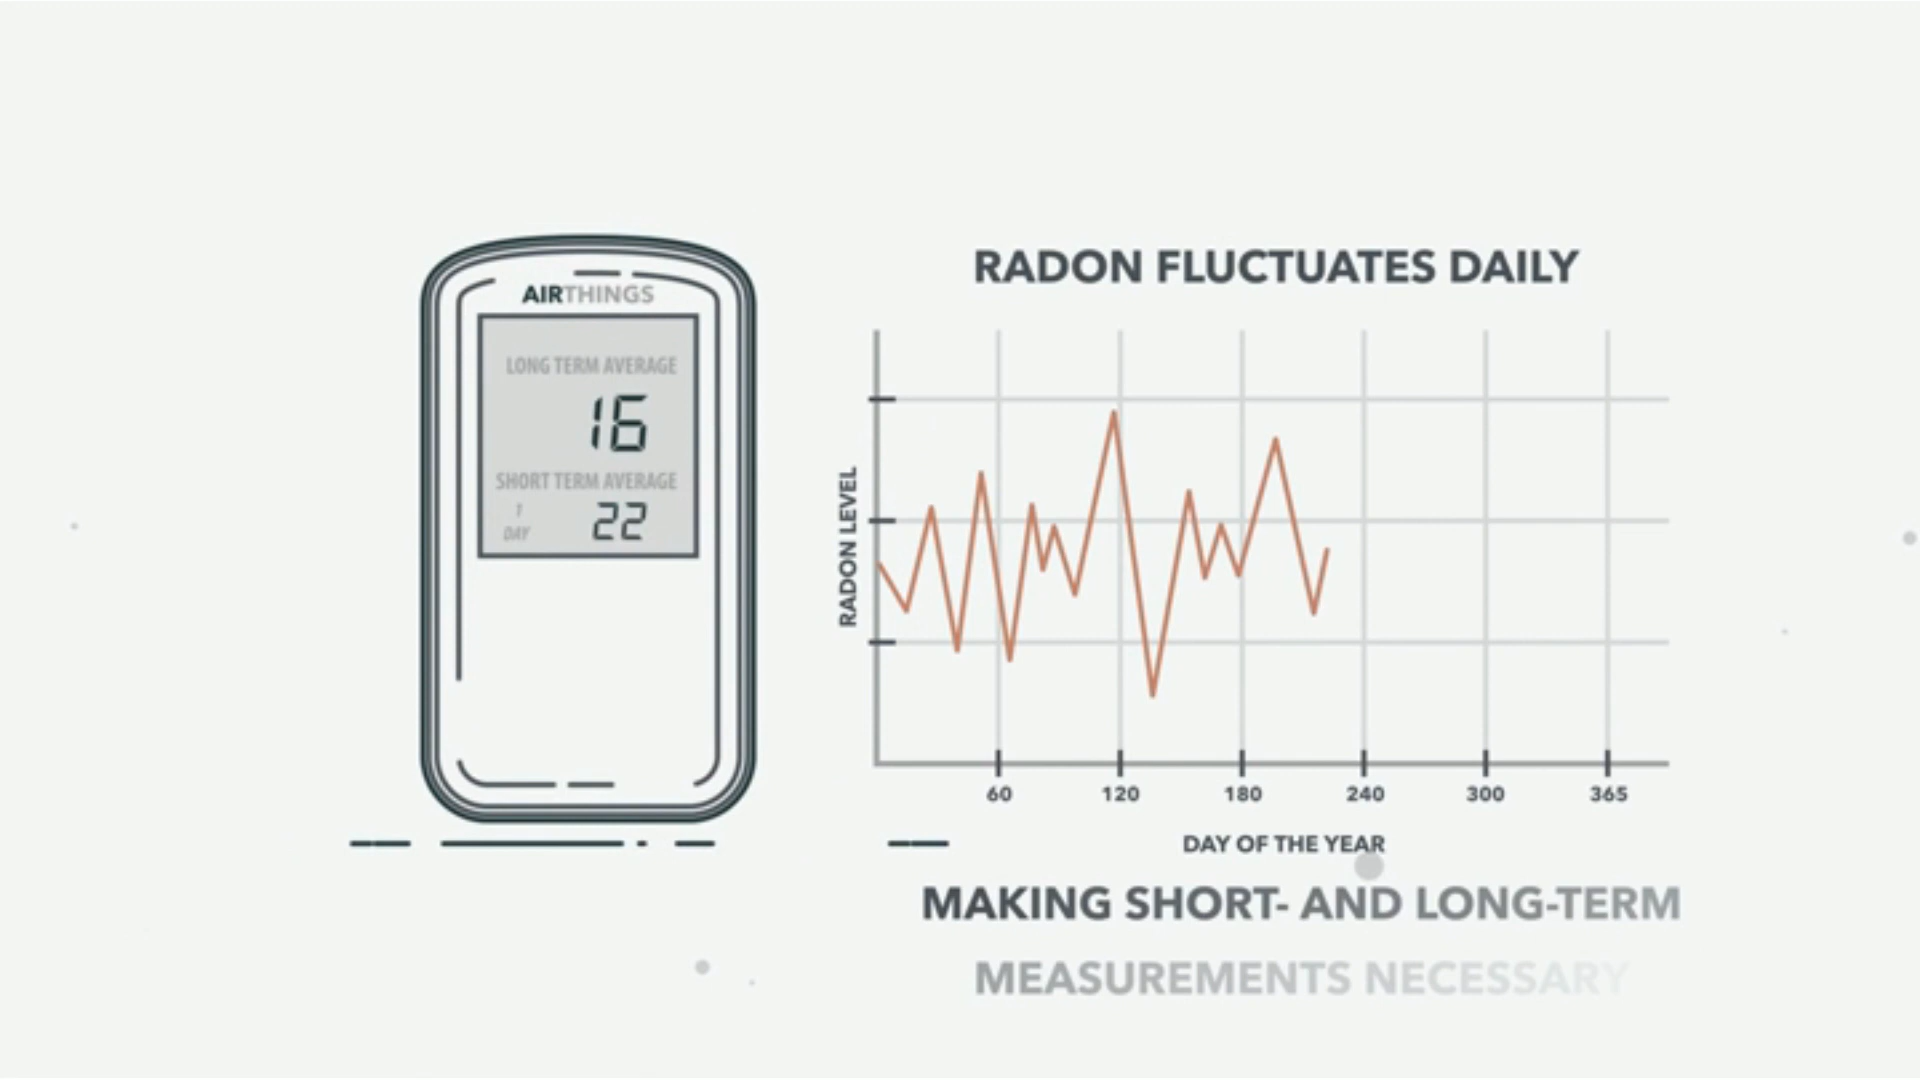 AIRTHINGS
LONG TERM AVERAGE
16
SHORT TERM AVERAGE
1
DAY
22
RADON FLUCTUATES DAILY
RADON LEVEL
60 120 180 240 300 365
DAY OF THE YEAR
MAKING SHORT- AND LONG-TERM
MEASUREMENTS NECESSARY